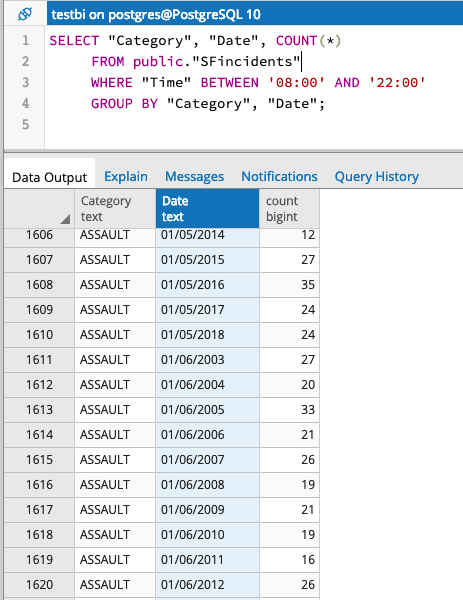 testbi on postgres@PostgreSQL 10
1 SELECT "Category", "Date", COUNT(*)
2 FROM public."SFincidents"
3 WHERE "Time" BETWEEN '08:00' AND '22:00'
4 GROUP BY "Category", "Date";
5
Data Output Explain Messages Notifications Query History
Category Date count
text text bigint
1606 ASSAULT 01/05/2014 12
1607 ASSAULT 01/05/2015 27
1608 ASSAULT 01/05/2016 35
1609 ASSAULT 01/05/2017 24
1610 ASSAULT 01/05/2018 24
1611 ASSAULT 01/06/2003 27
1612 ASSAULT 01/06/2004 20
1613 ASSAULT 01/06/2005 33
1614 ASSAULT 01/06/2006 21
1615 ASSAULT 01/06/2007 26
1616 ASSAULT 01/06/2008 19
1617 ASSAULT 01/06/2009 21
1618 ASSAULT 01/06/2010 19
1619 ASSAULT 01/06/2011 16
1620 ASSAULT 01/06/2012 26